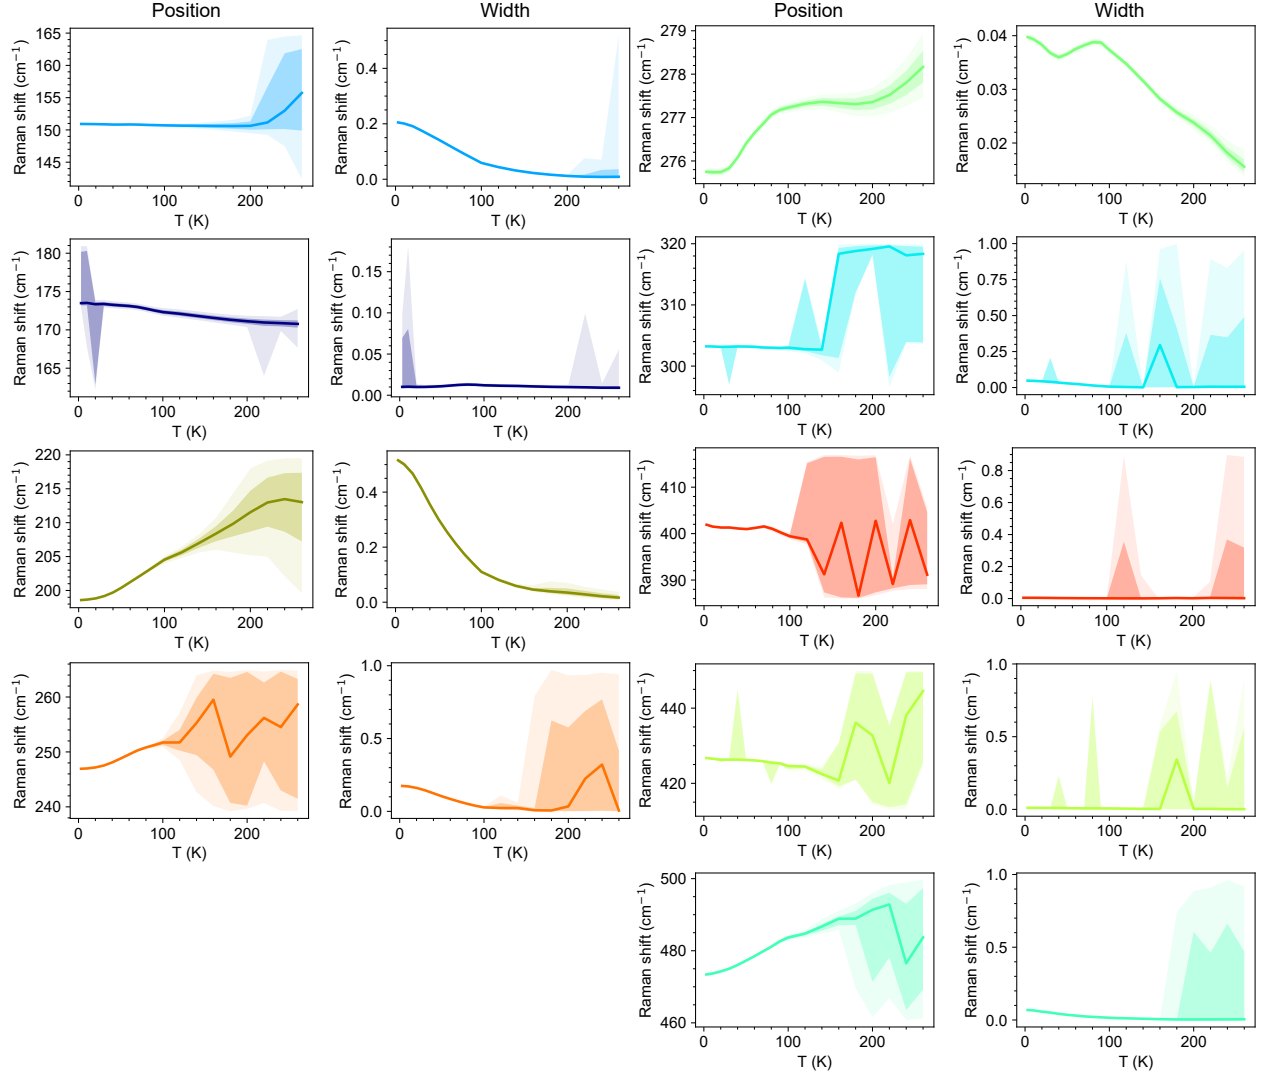 Position
Width
Position
Width
Raman shift (cm−1)
165
160
155
150
145
0
100
200
T (K)
Raman shift (cm−1)
0.4
0.2
0.0
0
100
200
T (K)
Raman shift (cm−1)
279
278
277
276
0
100
200
T (K)
Raman shift (cm−1)
0.04
0.03
0.02
0
100
200
T (K)
Raman shift (cm−1)
180
175
170
165
0
100
200
T (K)
Raman shift (cm−1)
0.15
0.10
0.05
0.00
0
100
200
T (K)
Raman shift (cm−1)
320
310
300
0
100
200
T (K)
Raman shift (cm−1)
1.00
0.75
0.50
0.25
0.00
0
100
200
T (K)
Raman shift (cm−1)
220
215
210
205
200
0
100
200
T (K)
Raman shift (cm−1)
0.4
0.2
0.0
0
100
200
T (K)
Raman shift (cm−1)
410
400
390
0
100
200
T (K)
Raman shift (cm−1)
0.8
0.6
0.4
0.2
0.0
0
100
200
T (K)
Raman shift (cm−1)
260
250
240
0
100
200
T (K)
Raman shift (cm−1)
1.0
0.5
0.0
0
100
200
T (K)
Raman shift (cm−1)
440
420
0
100
200
T (K)
Raman shift (cm−1)
1.0
0.5
0.0
0
100
200
T (K)
Raman shift (cm−1)
500
480
460
0
100
200
T (K)
Raman shift (cm−1)
1.0
0.5
0.0
0
100
200
T (K)